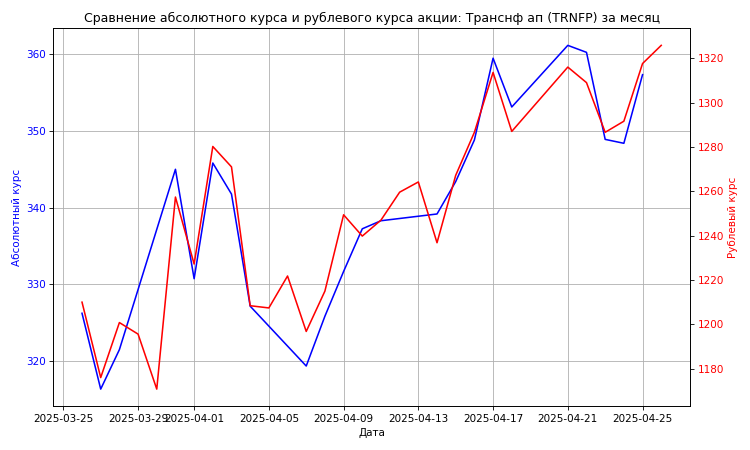 Сравнение абсолютного курса и рублевого курса акции: Транснф ап (TRNFP) за месяц
360
350
340
330
320
Абсолютный курс
1320
1300
1280
1260
1240
1220
1200
1180
Рублевый курс
2025-03-25 2025-03-29 2025-04-01 2025-04-05 2025-04-09 2025-04-13 2025-04-17 2025-04-21 2025-04-25
Дата